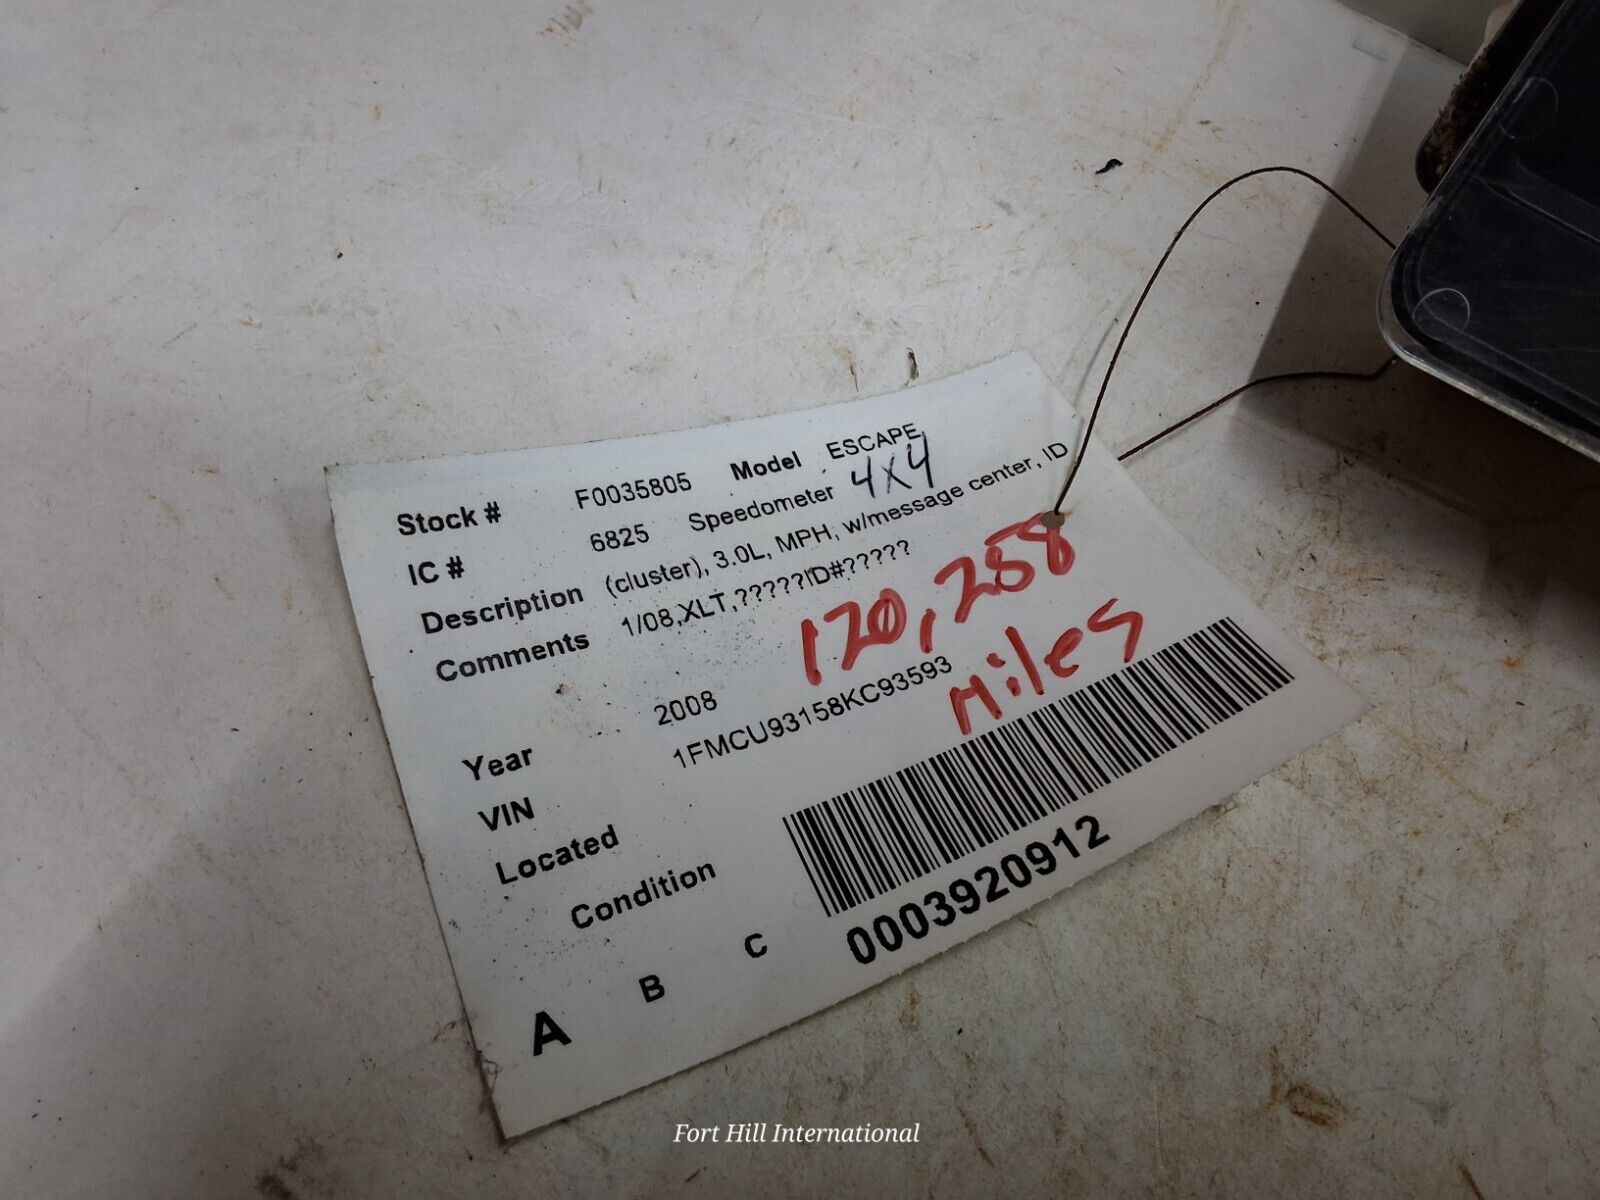 Stock # F0035805 Model ESCAPE
IC # 6825 Speedometer 4x4
Description (cluster), 3.0L, MPH, w/message center, ID
Comments 1/08,XLT,?????ID#?????
120,258
Miles
Year 2008
VIN 1FMCU93158KC93593
Located
Condition
A B C
0003920912
Fort Hill International